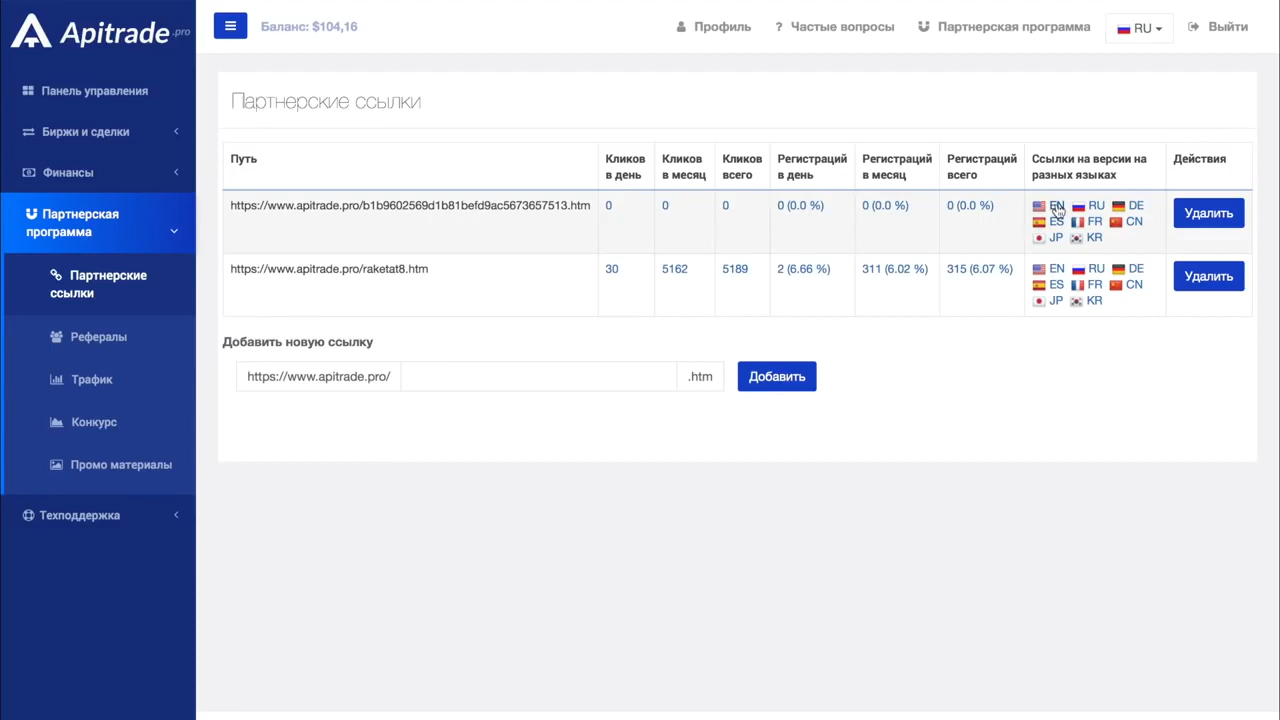 Apitrade.pro
Баланс: $104,16
Профиль
? Частые вопросы
Партнерская программа
RU
Выйти
Панель управления
Биржи и сделки
Финансы
Партнерская
программа
Партнерские
ссылки
Рефералы
Трафик
Конкурс
Промо материалы
Техподдержка
Партнерские ссылки
Путь
Кликов
в день
Кликов
в месяц
Кликов
всего
Регистраций
в день
Регистраций
в месяц
Регистраций
всего
Ссылки на версии на
разных языках
Действия
https://www.apitrade.pro/b1b9602569d1b81befd9ac5673657513.htm
0
0
0
0 (0.0 %)
0 (0.0 %)
0 (0.0 %)
EN RU DE
ES FR CN
JP KR
Удалить
https://www.apitrade.pro/raketat8.htm
30
5162
5189
2 (6.66 %)
311 (6.02 %)
315 (6.07 %)
EN RU DE
ES FR CN
JP KR
Удалить
Добавить новую ссылку
https://www.apitrade.pro/
.htm
Добавить